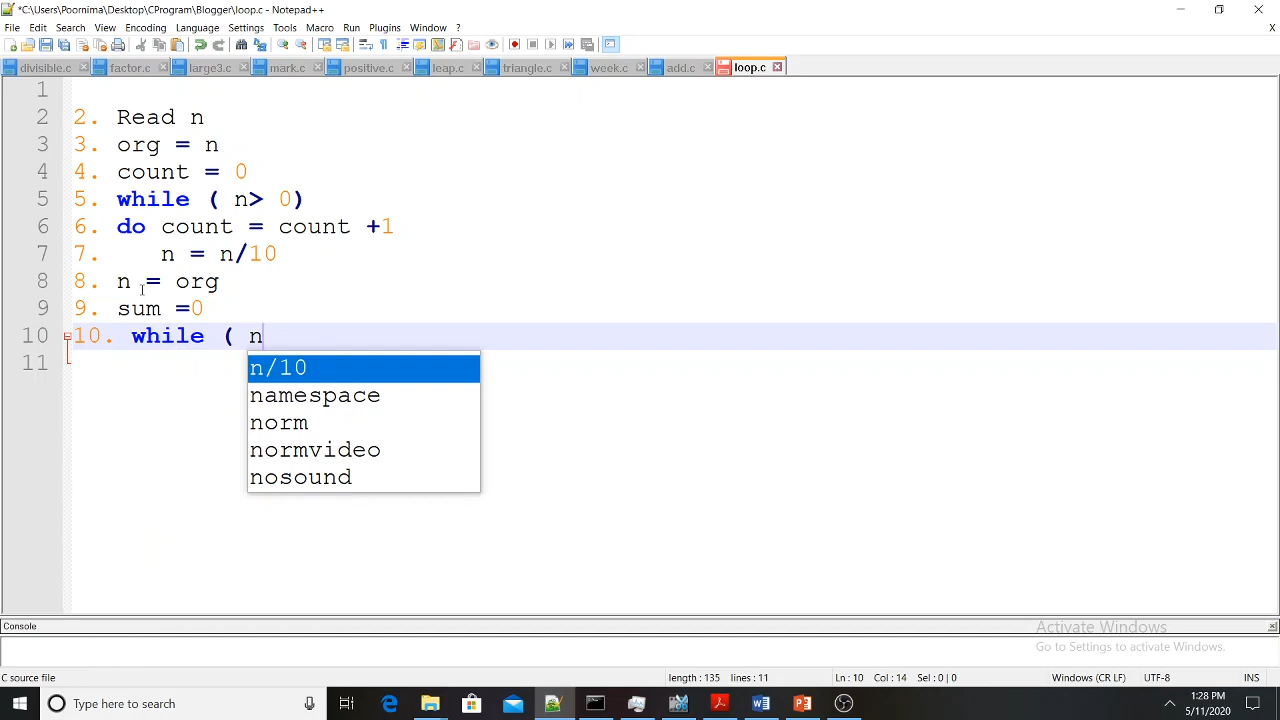 *C:\Users\Poornima\Desktop\CProgram\Blogger\loop.c - Notepad++
File Edit Search View Encoding Language Settings Tools Macro Run Plugins Window ? X
divisible.c factor.c large3.c mark.c positive.c leap.c triangle.c week.c add.c loop.c
1
2 2. Read n
3 3. org = n
4 4. count = 0
5 5. while ( n> 0)
6 6. do count = count +1
7 7. n = n/10
8 8. n = org
9 9. sum =0
10 10. while ( n
11
n/10
namespace
norm
normvideo
nosound
Console
Activate Windows
Go to Settings to activate Windows.
C source file length : 135 lines : 11 Ln : 10 Col : 14 Sel : 0 | 0 Windows (CR LF) UTF-8 INS
Type here to search
1:28 PM
5/11/2020